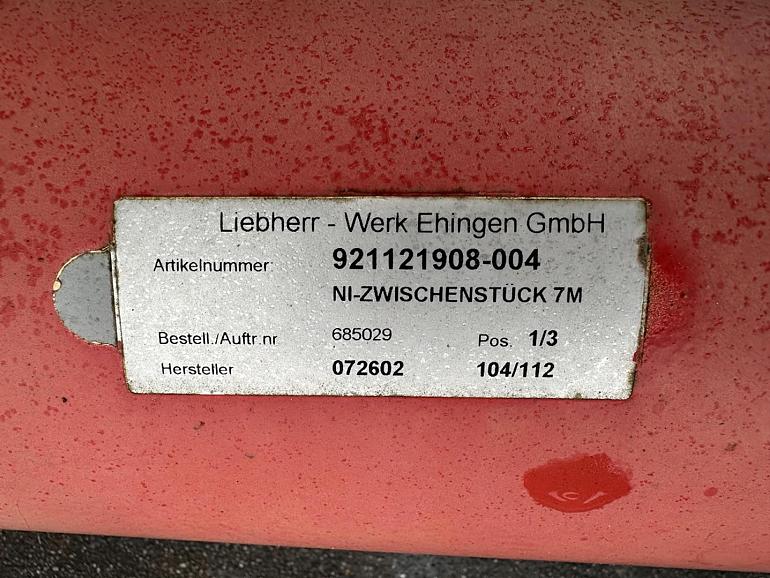 Liebherr - Werk Ehingen GmbH
Artikelnummer: 921121908-004
NI-ZWISCHENSTÜCK 7M
Bestell./Auftr.nr 685029 Pos. 1/3
Hersteller 072602 104/112